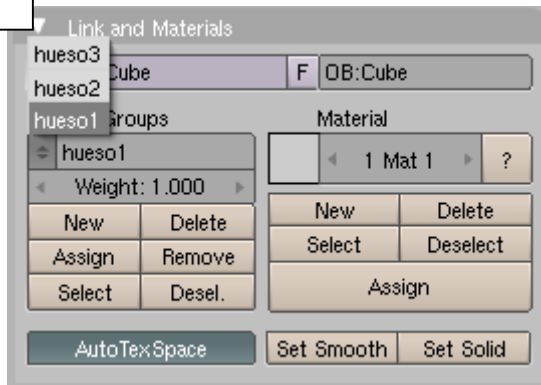 Link and Materials
hueso3
hueso2
hueso1
Cube
F
OB:Cube
Groups
Material
hueso1
1 Mat 1
?
Weight: 1.000
New Delete
New Delete
Assign Remove
Select Deselect
Select Desel.
Assign
AutoTexSpace
Set Smooth
Set Solid